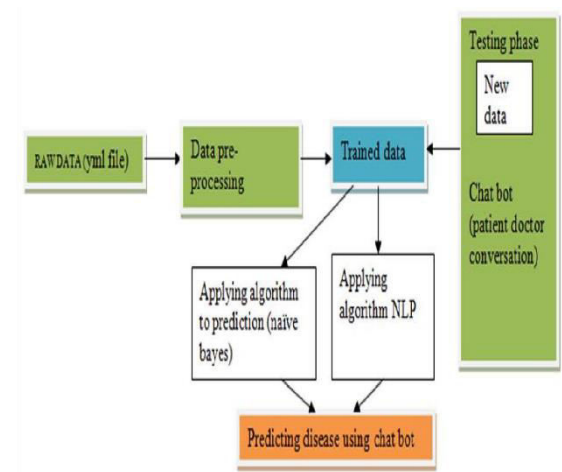 RAWDATA (yml file)
Data pre-
processing
Trained data
Testing phase
New
data
Chat bot
(patient doctor
conversation)
Applying algorithm
to prediction (naïve
bayes)
Applying
algorithm NLP
Predicting disease using chat bot